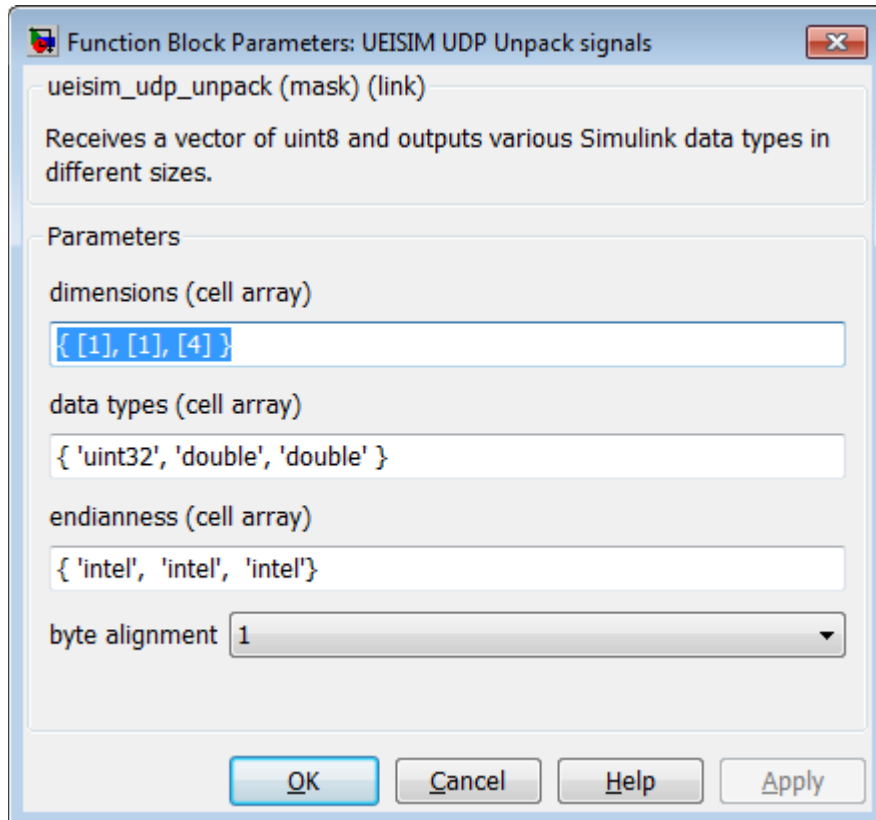 Function Block Parameters: UEISIM UDP Unpack signals
ueisim_udp_unpack (mask) (link)
Receives a vector of uint8 and outputs various Simulink data types in
different sizes.
Parameters
dimensions (cell array)
{ [1], [1], [4] }
data types (cell array)
{ 'uint32', 'double', 'double' }
endianness (cell array)
{ 'intel',  'intel',  'intel'}
byte alignment 1
OK Cancel Help Apply